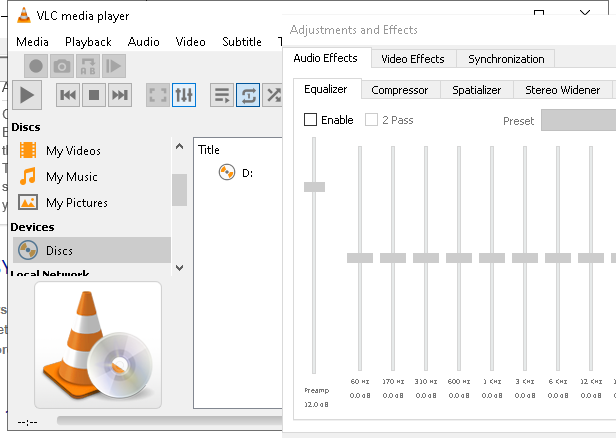 VLC media player
Media Playback Audio Video Subtitle T
Discs
My Videos
My Music
My Pictures
Devices
Discs
Local Network
--:--
Title
D:
Adjustments and Effects
Audio Effects Video Effects Synchronization
Equalizer Compressor Spatializer Stereo Widener
Enable 2 Pass Preset
60 Hz 170 Hz 310 Hz 600 Hz 1 KHz 3 KHz 6 KHz 12 KHz
0.0 dB 0.0 dB 0.0 dB 0.0 dB 0.0 dB 0.0 dB 0.0 dB 0.0 dB
Preamp
12.0 dB